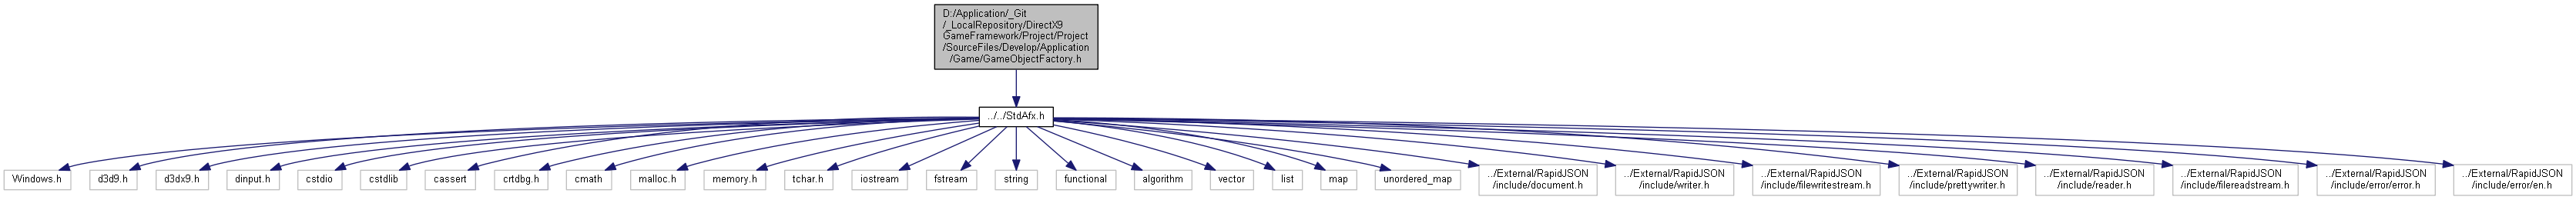 D:/Application/_Git
/_LocalRepository/DirectX9
GameFramework/Project/Project
/SourceFiles/Develop/Application
/Game/GameObjectFactory.h
../../StdAfx.h
Windows.h
d3d9.h
d3dx9.h
dinput.h
cstdio
cstdlib
cassert
crtdbg.h
cmath
malloc.h
memory.h
tchar.h
iostream
fstream
string
functional
algorithm
vector
list
map
unordered_map
../External/RapidJSON
/include/document.h
../External/RapidJSON
/include/writer.h
../External/RapidJSON
/include/filewritestream.h
../External/RapidJSON
/include/prettywriter.h
../External/RapidJSON
/include/reader.h
../External/RapidJSON
/include/filereadstream.h
../External/RapidJSON
/include/error/error.h
../External/RapidJSON
/include/error/en.h